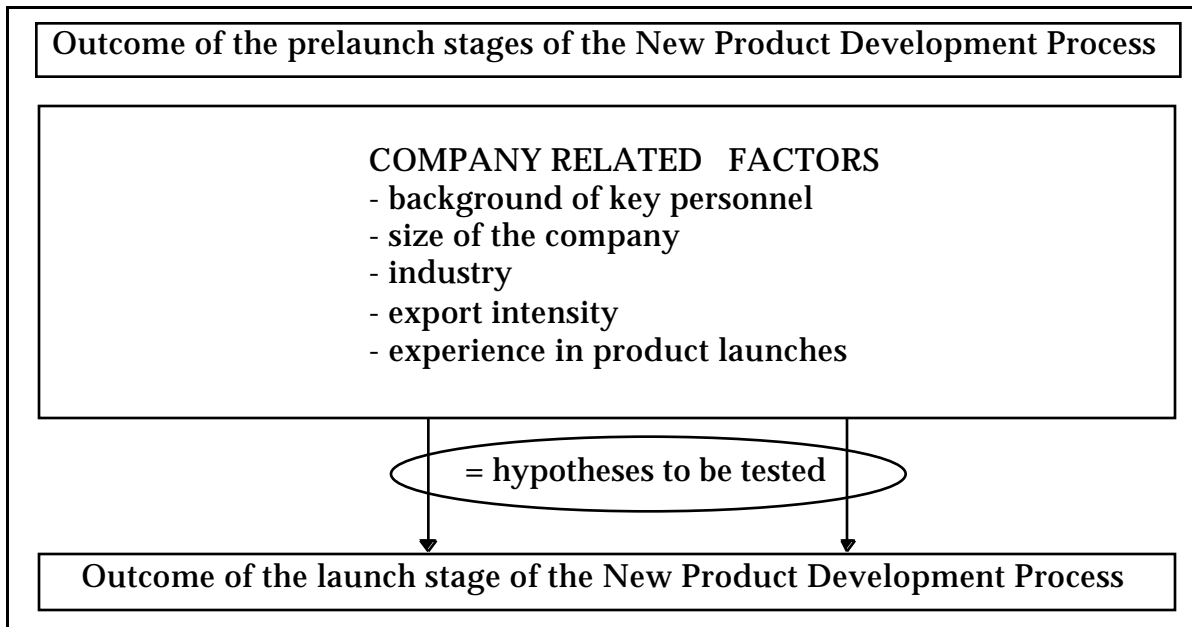 Outcome of the prelaunch stages of the New Product Development Process
COMPANY RELATED FACTORS
- background of key personnel
- size of the company
- industry
- export intensity
- experience in product launches
= hypotheses to be tested
Outcome of the launch stage of the New Product Development Process